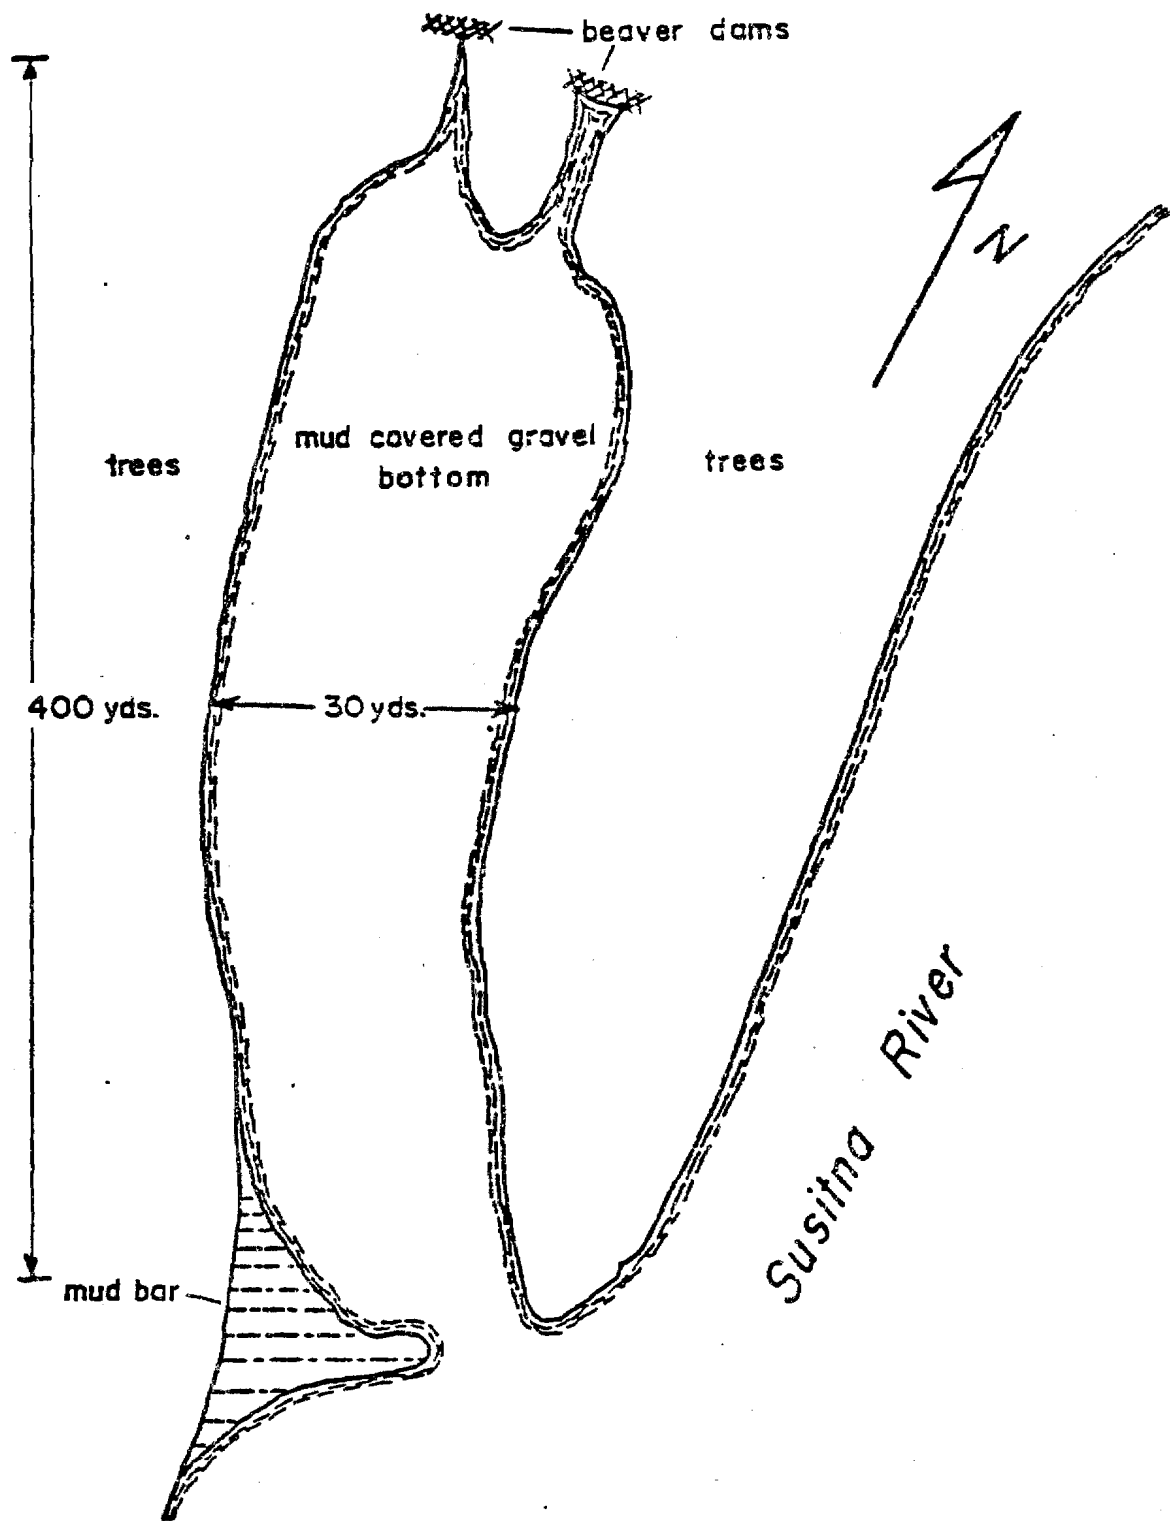 beaver dams
N
mud covered gravel
bottom
trees
trees
400 yds.
30 yds.
Susitna River
mud bar